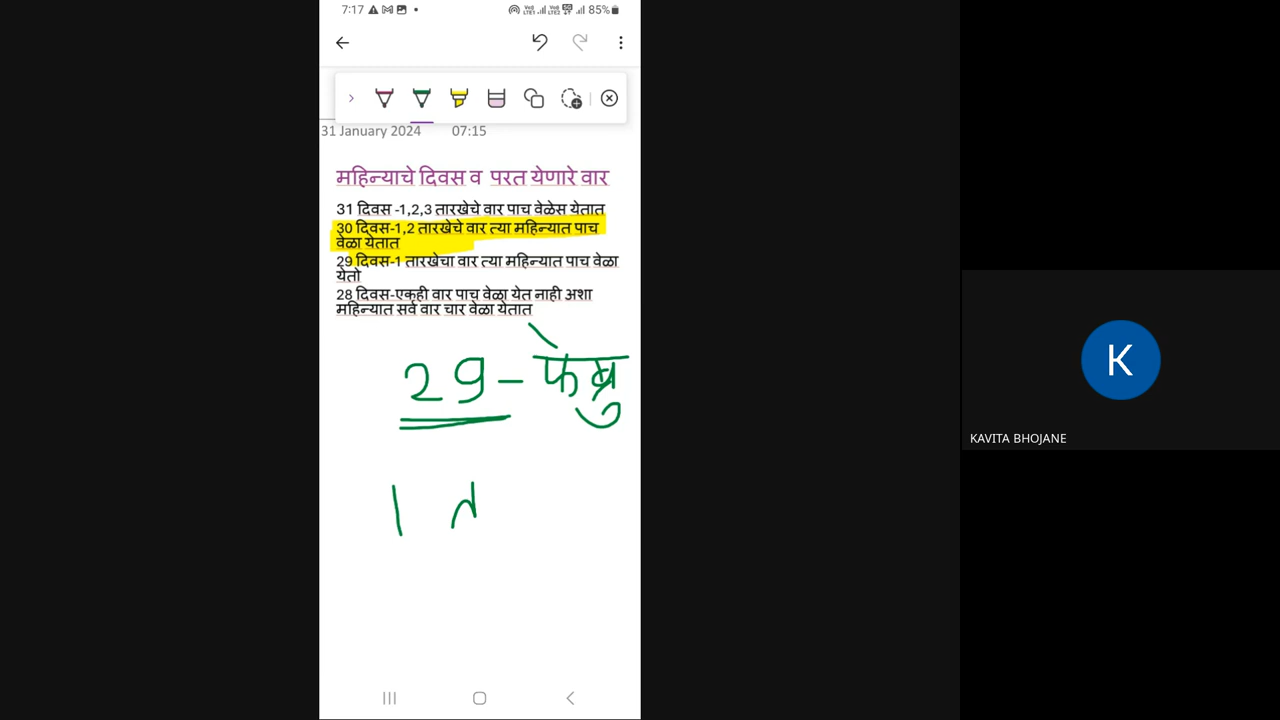 7:17
85%
31 January 2024 07:15
महिन्याचे दिवस व परत येणारे वार
31 दिवस -1,2,3 तारखेचे वार पाच वेळेस येतात
30 दिवस-1,2 तारखेचे वार त्या महिन्यात पाच
वेळा येतात
29 दिवस-1 तारखेचा वार त्या महिन्यात पाच वेळा
येतो
28 दिवस-एकही वार पाच वेळा येत नाही अशा
महिन्यात सर्व वार चार वेळा येतात
29 – फेब्रु
1 त
K
KAVITA BHOJANE